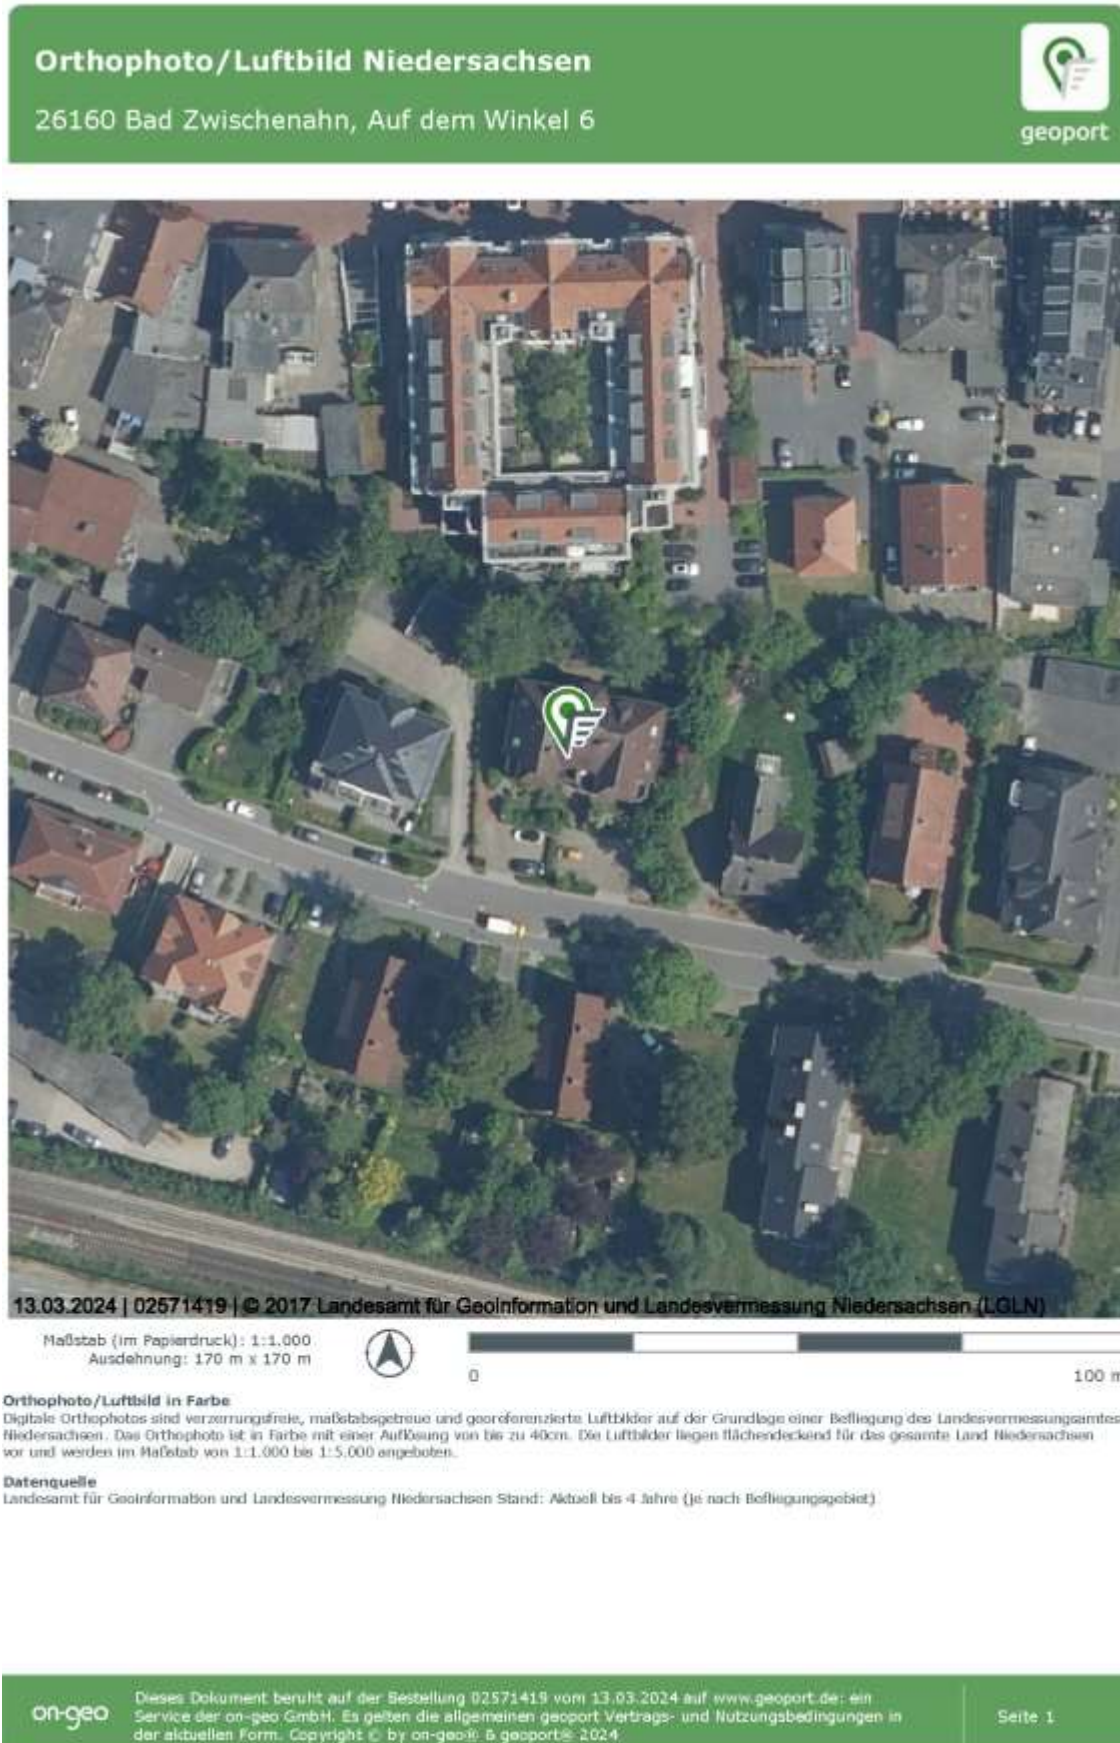 Orthophoto/Luftbild Niedersachsen
26160 Bad Zwischenahn, Auf dem Winkel 6
geoport
13.03.2024 | 02571419 | © 2017 Landesamt für Geoinformation und Landesvermessung Niedersachsen (LGLN)
Maßstab (im Papierdruck): 1:1.000
Ausdehnung: 170 m x 170 m
0
100 m
Orthophoto/Luftbild in Farbe
Digitale Orthophotos sind verzerrungsfreie, maßstabsgetreue und georeferenzierte Luftbilder auf der Grundlage einer Befliegung des Landesvermessungsamtes
Niedersachsen. Das Orthophoto ist in Farbe mit einer Auflösung von bis zu 40cm. Die Luftbilder liegen flächendeckend für das gesamte Land Niedersachsen
vor und werden im Maßstab von 1:1.000 bis 1:5.000 angeboten.
Datenquelle
Landesamt für Geoinformation und Landesvermessung Niedersachsen Stand: Aktuell bis 4 Jahre (je nach Befliegungsgebiet)
on-geo
Dieses Dokument beruht auf der Bestellung 02571419 vom 13.03.2024 auf www.geoport.de: ein
Service der on-geo GmbH. Es gelten die allgemeinen geoport Vertrags- und Nutzungsbedingungen in
der aktuellen Form. Copyright © by on-geo® & geoport® 2024
Seite 1